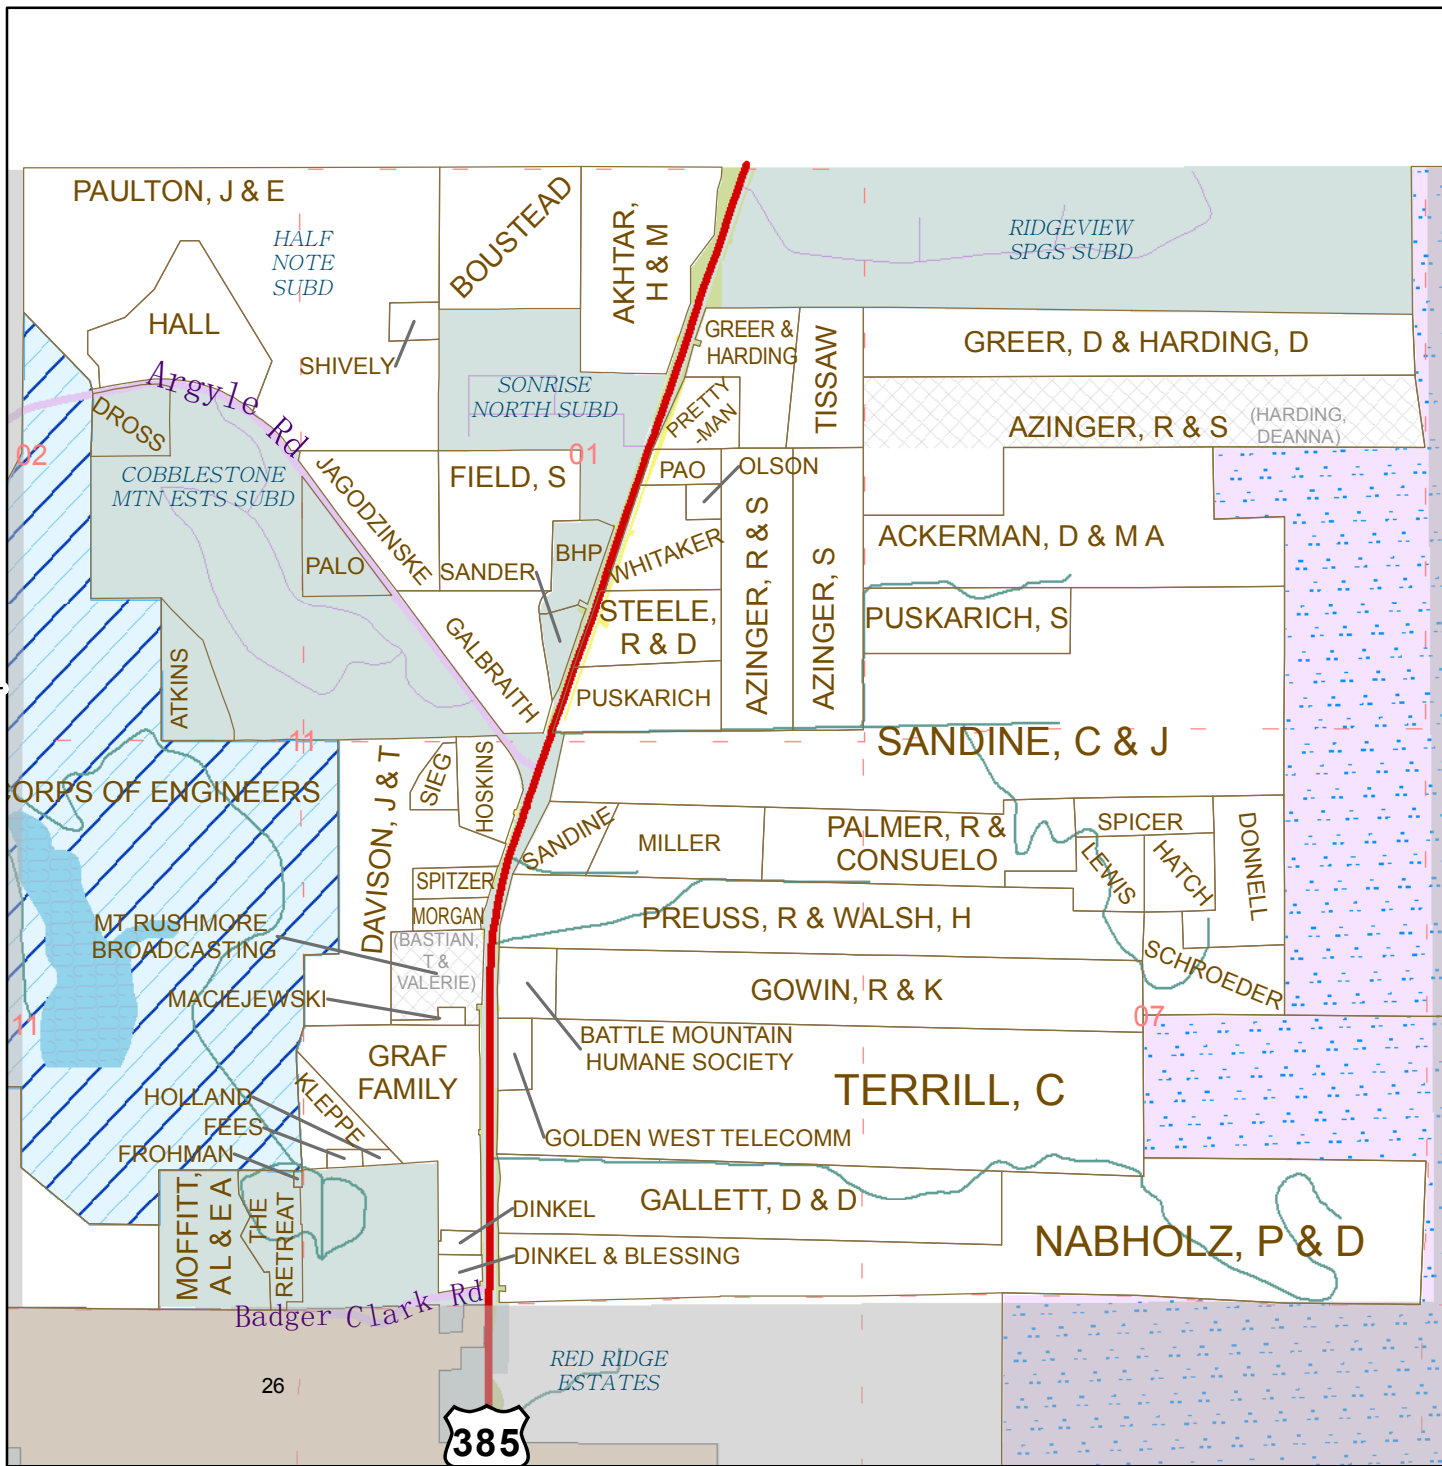 PAULTON, J & E
HALF
NOTE
SUBD
BOUSTEAD
AKHTAR,
H & M
RIDGEVIEW
SPGS SUBD
HALL
SHIVELY
GREER &
HARDING
TISSAW
GREER, D & HARDING, D
Argyle Rd
SONRISE
NORTH SUBD
PRETTY
-MAN
AZINGER, R & S
(HARDING,
DEANNA)
DROSS
02
01
COBBLESTONE
MTN ESTS SUBD
JAGODZINSKE
FIELD, S
PAO
OLSON
PALO
SANDER
BHP
WHITAKER
AZINGER, R & S
AZINGER, S
ACKERMAN, D & M A
STEELE,
R & D
PUSKARICH, S
ATKINS
GALBRAITH
PUSKARICH
11
SANDINE, C & J
CORPS OF ENGINEERS
DAVISON, J & T
SIEG
HOSKINS
SANDINE
MILLER
PALMER, R &
CONSUELO
SPICER
LEWIS
HATCH
DONNELL
SPITZER
MORGAN
MT RUSHMORE
BROADCASTING
(BASTIAN,
T &
VALERIE)
PREUSS, R & WALSH, H
SCHROEDER
MACIEJEWSKI
GOWIN, R & K
11
07
GRAF
FAMILY
BATTLE MOUNTAIN
HUMANE SOCIETY
TERRILL, C
KLEPPE
HOLLAND
FEES
FROHMAN
GOLDEN WEST TELECOMM
MOFFITT,
A L & E A
THE
RETREAT
DINKEL
GALLETT, D & D
DINKEL & BLESSING
NABHOLZ, P & D
Badger Clark Rd
RED RIDGE
ESTATES
26
385